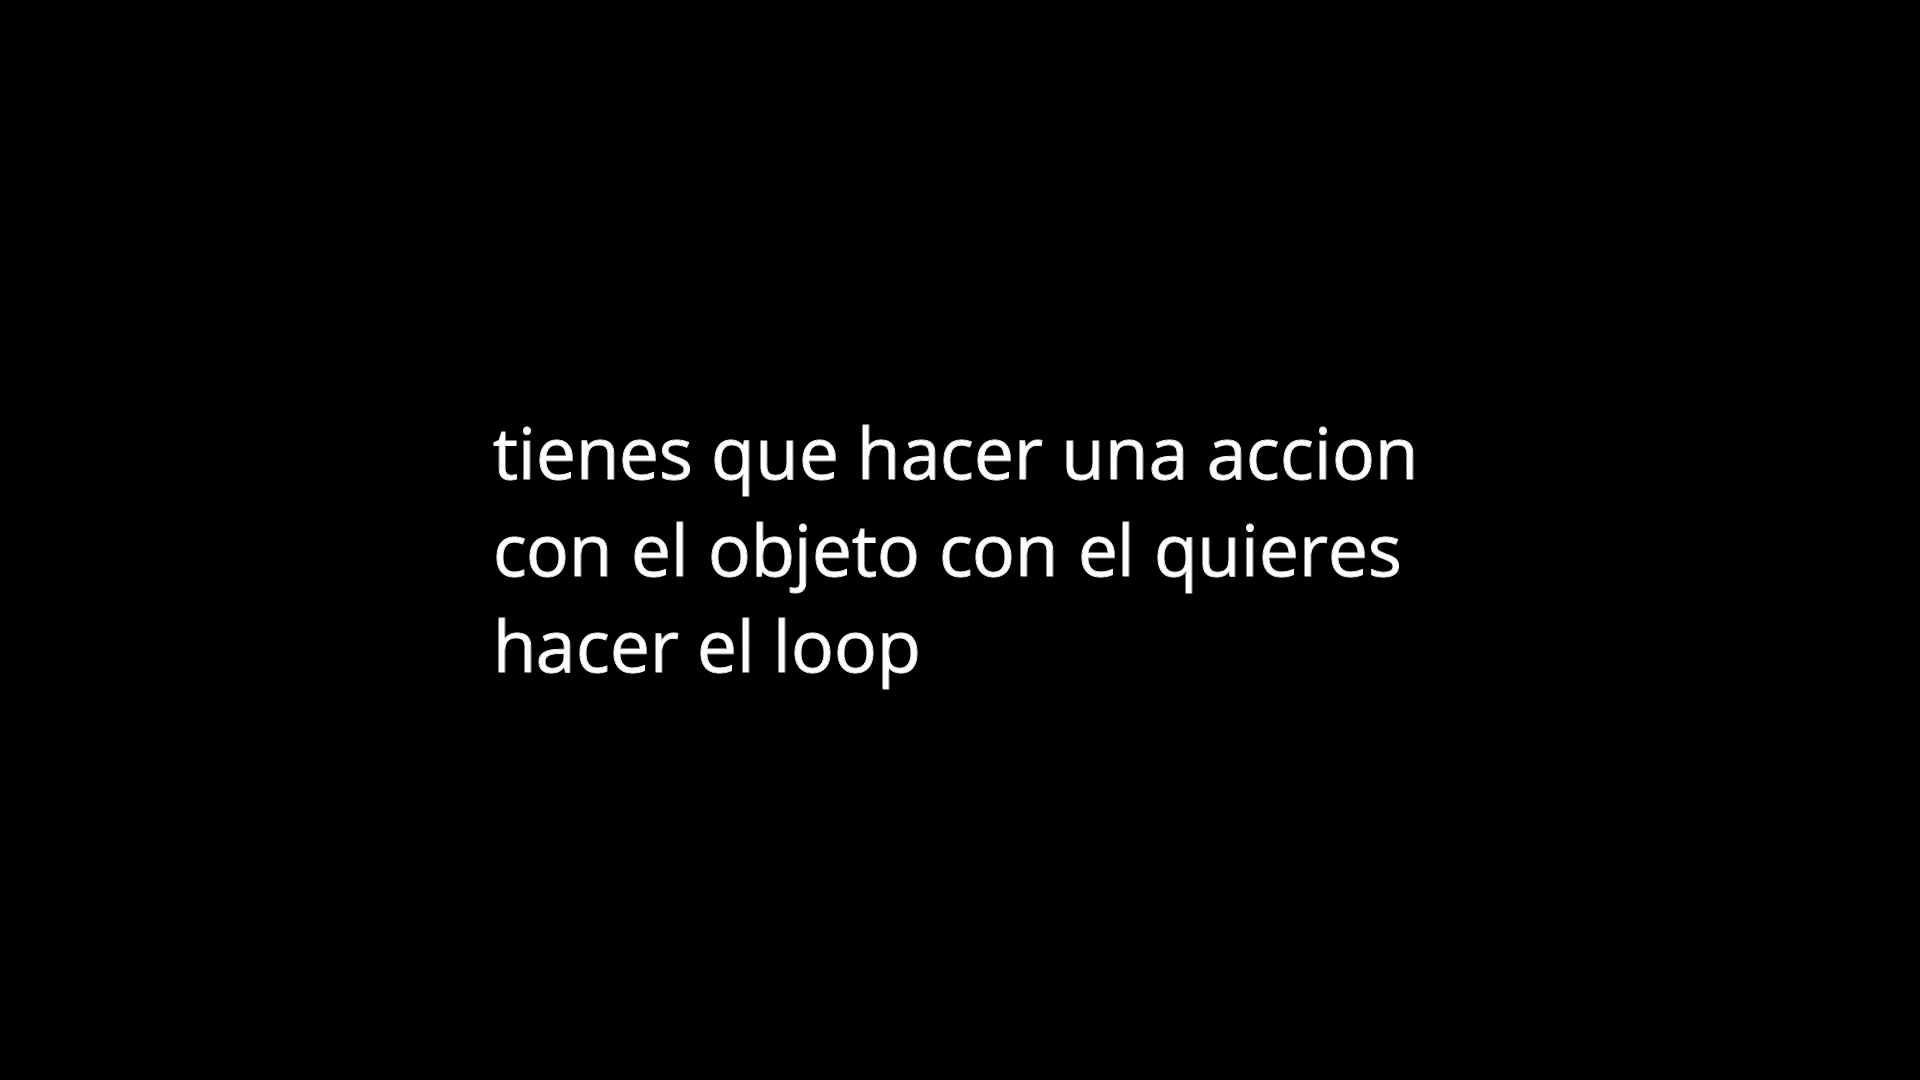 tienes que hacer una accion
con el objeto con el quieres
hacer el loop